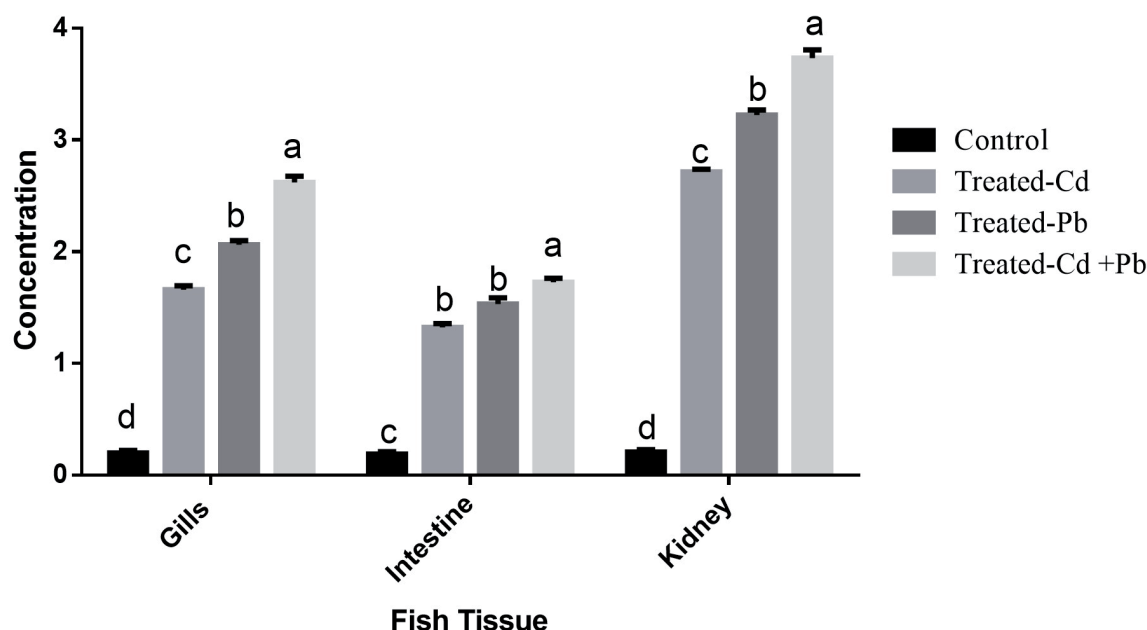 4
3
2
1
0
Concentration
d
c
b
a
c
b
b
a
d
c
b
a
Gills
Intestine
Kidney
Fish Tissue
Control
Treated-Cd
Treated-Pb
Treated-Cd +Pb